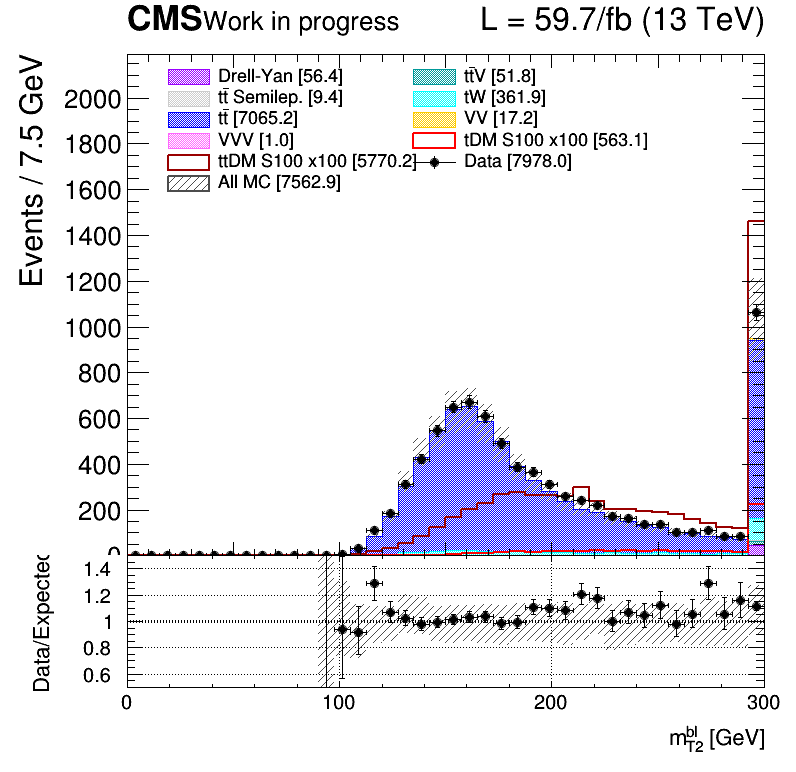 CMS Work in progress L = 59.7/fb (13 TeV)
Events / 7.5 GeV
2000
1800
1600
1400
1200
1000
800
600
400
200
0
Drell-Yan [56.4]
tt̄V [51.8]
tt̄ Semilep. [9.4]
tW [361.9]
tt̄ [7065.2]
VV [17.2]
VVV [1.0]
tDM S100 x100 [563.1]
ttDM S100 x100 [5770.2]
Data [7978.0]
All MC [7562.9]
Data/Expected
1.4
1.2
1
0.8
0.6
0 100 200 300
m_{T2}^{bl} [GeV]